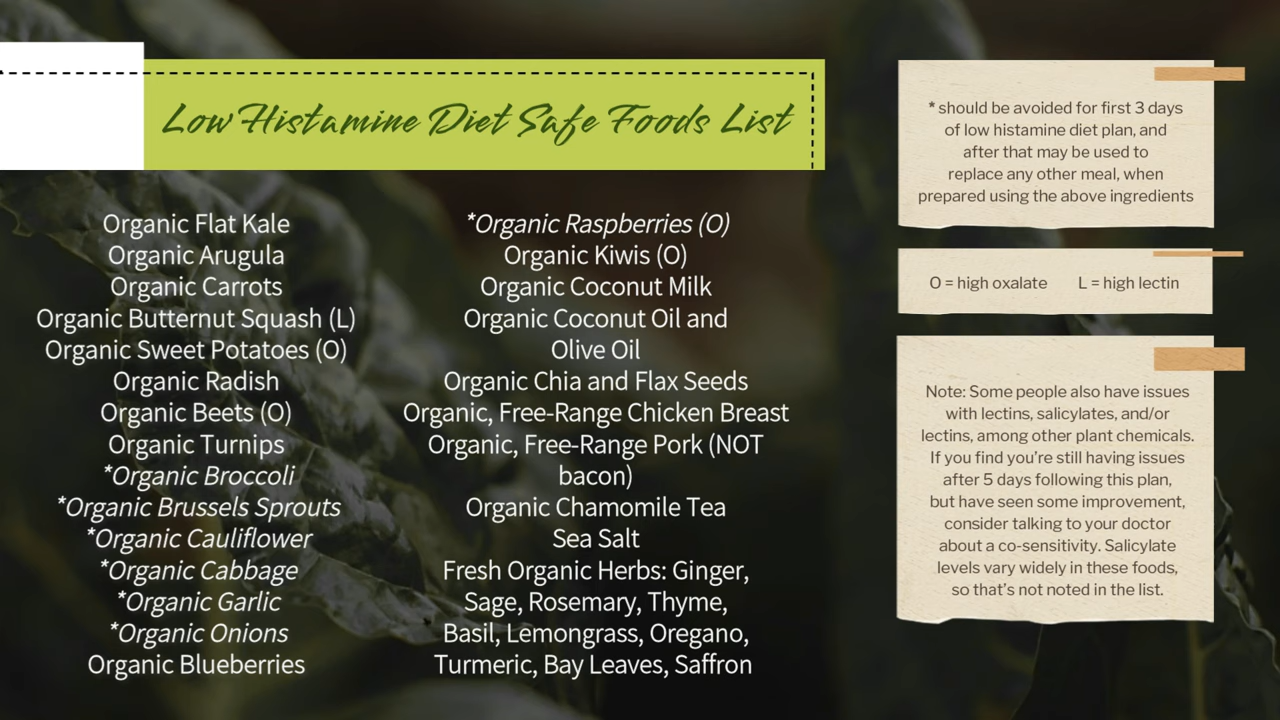 Low Histamine Diet Safe Foods List
Organic Flat Kale
Organic Arugula
Organic Carrots
Organic Butternut Squash (L)
Organic Sweet Potatoes (O)
Organic Radish
Organic Beets (O)
Organic Turnips
*Organic Broccoli
*Organic Brussels Sprouts
*Organic Cauliflower
*Organic Cabbage
*Organic Garlic
*Organic Onions
Organic Blueberries
*Organic Raspberries (O)
Organic Kiwis (O)
Organic Coconut Milk
Organic Coconut Oil and
Olive Oil
Organic Chia and Flax Seeds
Organic, Free-Range Chicken Breast
Organic, Free-Range Pork (NOT
bacon)
Organic Chamomile Tea
Sea Salt
Fresh Organic Herbs: Ginger,
Sage, Rosemary, Thyme,
Basil, Lemongrass, Oregano,
Turmeric, Bay Leaves, Saffron
* should be avoided for first 3 days
of low histamine diet plan, and
after that may be used to
replace any other meal, when
prepared using the above ingredients
O = high oxalate L = high lectin
Note: Some people also have issues
with lectins, salicylates, and/or
lectins, among other plant chemicals.
If you find you're still having issues
after 5 days following this plan,
but have seen some improvement,
consider talking to your doctor
about a co-sensitivity. Salicylate
levels vary widely in these foods,
so that's not noted in the list.